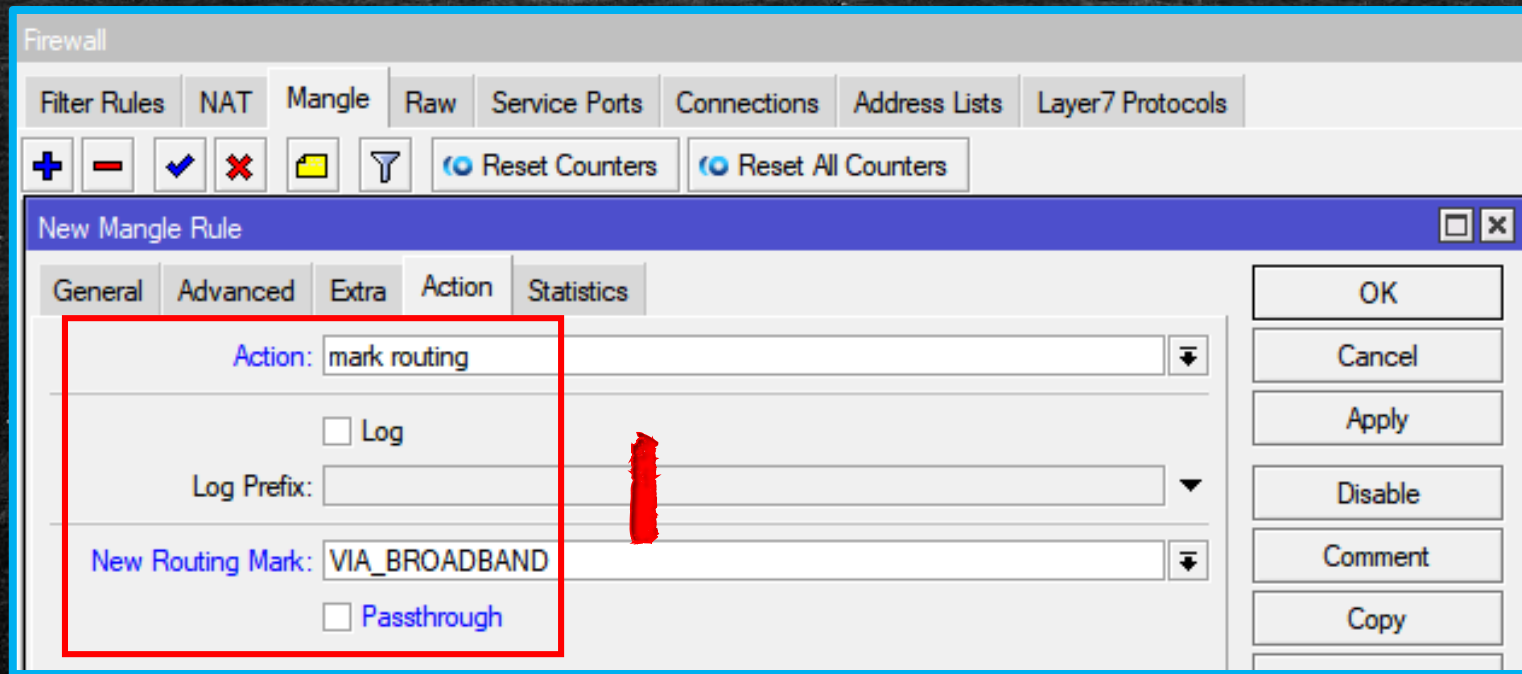 Firewall
Filter Rules NAT Mangle Raw Service Ports Connections Address Lists Layer7 Protocols
Reset Counters Reset All Counters
New Mangle Rule
General Advanced Extra Action Statistics
OK
Action: mark routing
Cancel
Log
Apply
Log Prefix:
Disable
New Routing Mark: VIA_BROADBAND
Comment
Passthrough
Copy